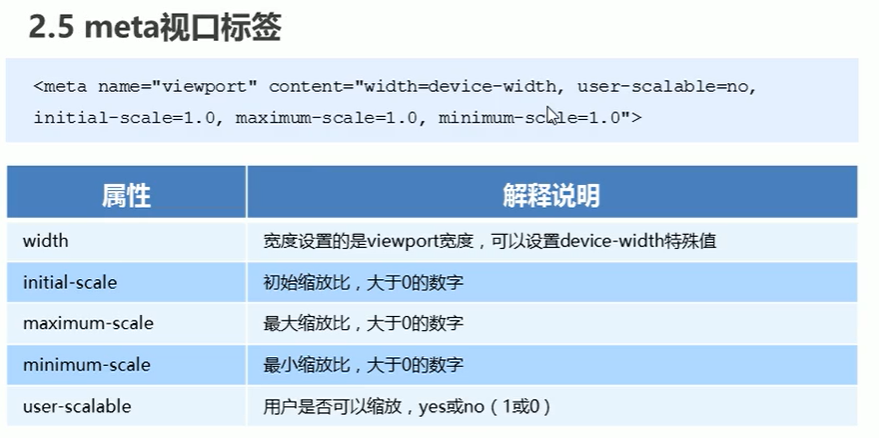 2.5 meta视口标签
<meta name="viewport" content="width=device-width, user-scalable=no,
initial-scale=1.0, maximum-scale=1.0, minimum-scale=1.0">
属性 解释说明
width 宽度设置的是viewport宽度，可以设置device-width特殊值
initial-scale 初始缩放比，大于0的数字
maximum-scale 最大缩放比，大于0的数字
minimum-scale 最小缩放比，大于0的数字
user-scalable 用户是否可以缩放，yes或no（1或0）